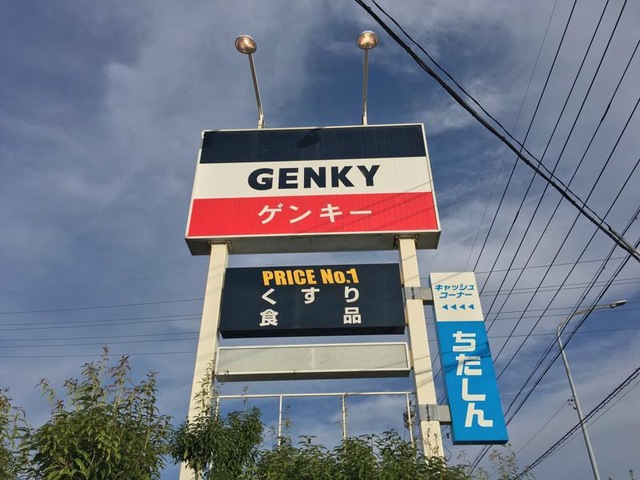 GENKY
ゲンキー
PRICE No.1
くすり
食品
キャッシュ
コーナー
ちたしん